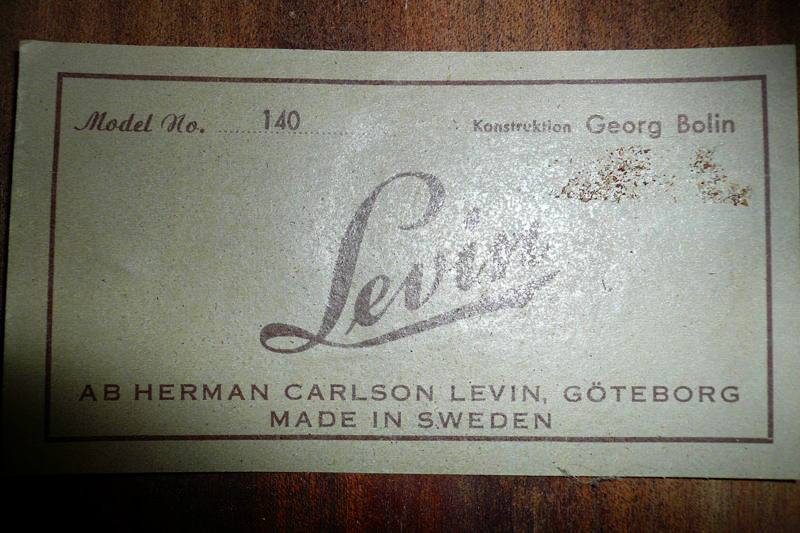 Model No. 140 Konstruktion Georg Bolin
Levin
AB HERMAN CARLSON LEVIN, GÖTEBORG
MADE IN SWEDEN